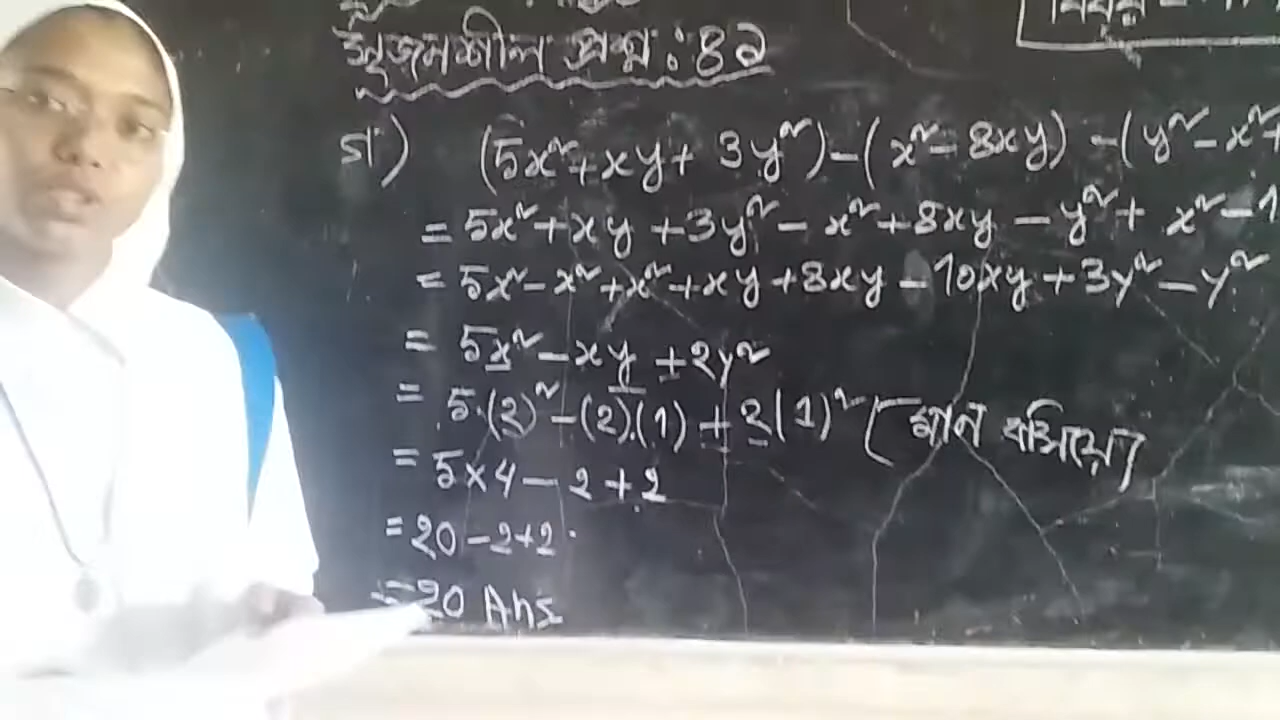 সৃজনশীল প্রশ্ন : ৪২
গ) (5x² + xy + 3y²) – (x² – 8xy) – (y² – x² +
= 5x² + xy + 3y² – x² + 8xy – y² + x² – 1
= 5x² – x² + x² + xy + 8xy – 10xy + 3y² – y²
= 5x² – xy + 2y²
= 5.(2)² – (2).(1) + 2(1)² (মান বসিয়ে)
= 5×4 – 2 + 2
= 20 – 2 + 2
= 20 Ans